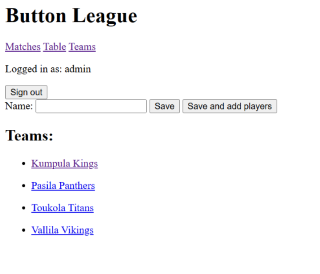 Button League
Matches Table Teams
Logged in as: admin
Sign out
Name: Save Save and add players
Teams:
Kumpula Kings
Pasila Panthers
Toukola Titans
Vallila Vikings